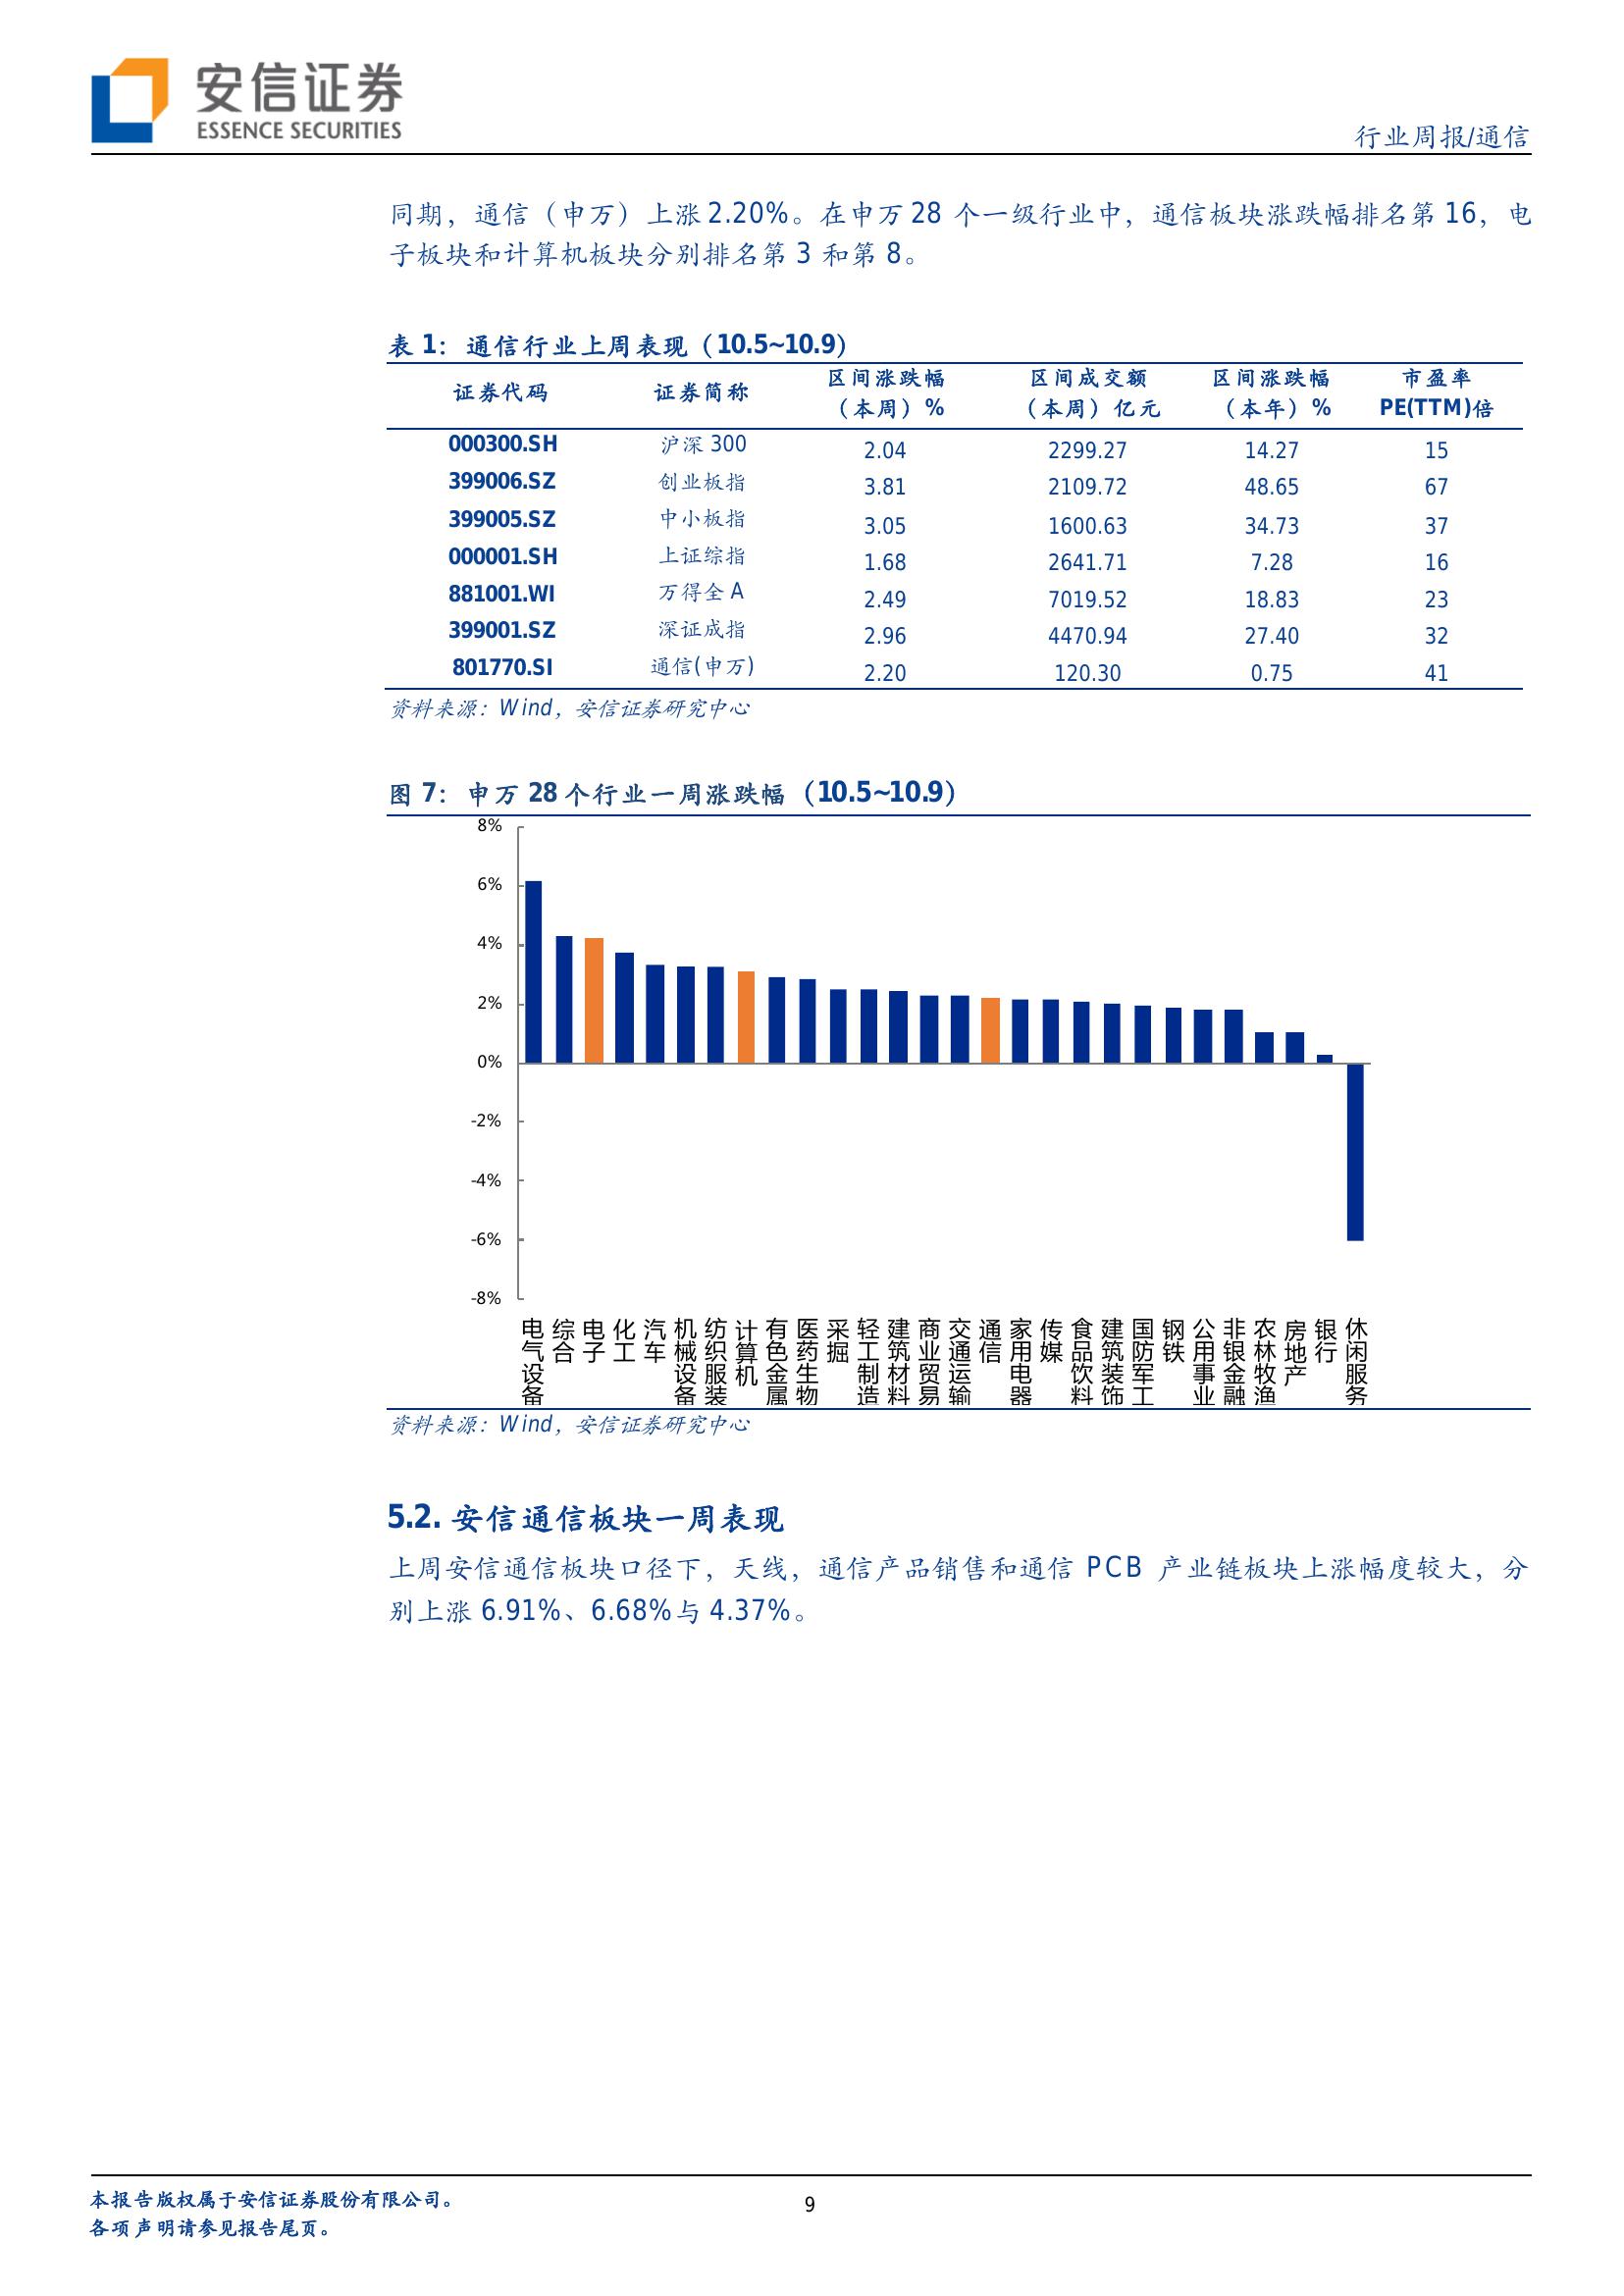 安信证券
ESSENCE SECURITIES
行业周报/通信
同期，通信（申万）上涨 2.20%。在申万 28 个一级行业中，通信板块涨跌幅排名第 16，电
子板块和计算机板块分别排名第 3 和第 8。
表 1：通信行业上周表现（10.5~10.9）
证券代码 证券简称 区间涨跌幅（本周）% 区间成交额（本周）亿元 区间涨跌幅（本年）% 市盈率 PE(TTM)倍
000300.SH 沪深 300 2.04 2299.27 14.27 15
399006.SZ 创业板指 3.81 2109.72 48.65 67
399005.SZ 中小板指 3.05 1600.63 34.73 37
000001.SH 上证综指 1.68 2641.71 7.28 16
881001.WI 万得全 A 2.49 7019.52 18.83 23
399001.SZ 深证成指 2.96 4470.94 27.40 32
801770.SI 通信(申万) 2.20 120.30 0.75 41
资料来源：Wind，安信证券研究中心
图 7：申万 28 个行业一周涨跌幅（10.5~10.9）
8%
6%
4%
2%
0%
-2%
-4%
-6%
-8%
电气设备
综合
电子
化工
汽车
机械设备
纺织服装
计算机
有色金属
医药生物
采掘
轻工制造
建筑材料
商业贸易
交通运输
通信
家用电器
传媒
食品饮料
建筑装饰
国防军工
钢铁
公用事业
非银金融
农林牧渔
房地产
银行
休闲服务
资料来源：Wind，安信证券研究中心
5.2. 安信通信板块一周表现
上周安信通信板块口径下，天线，通信产品销售和通信 PCB 产业链板块上涨幅度较大，分
别上涨 6.91%、6.68%与 4.37%。
本报告版权属于安信证券股份有限公司。
各项声明请参见报告尾页。
9